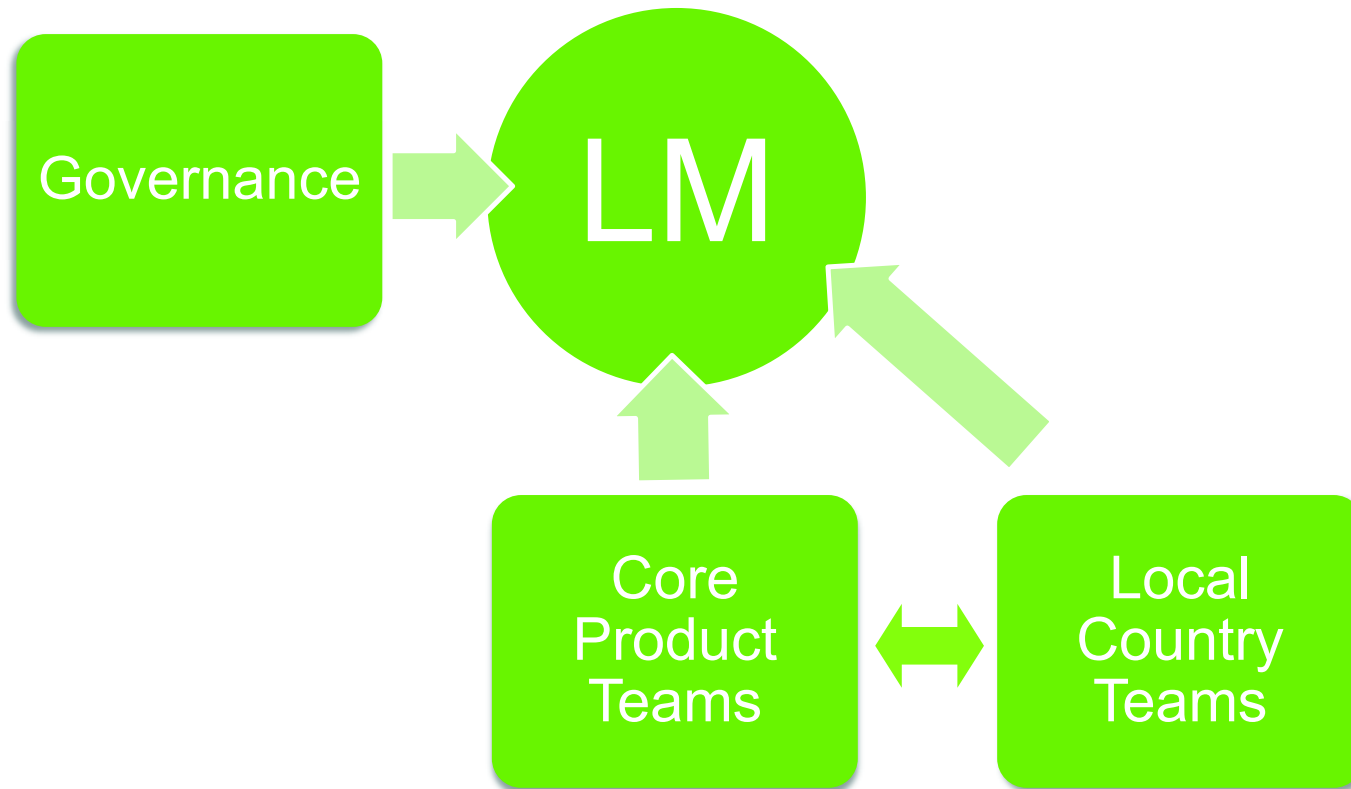 Governance
LM
Core
Product
Teams
Local
Country
Teams